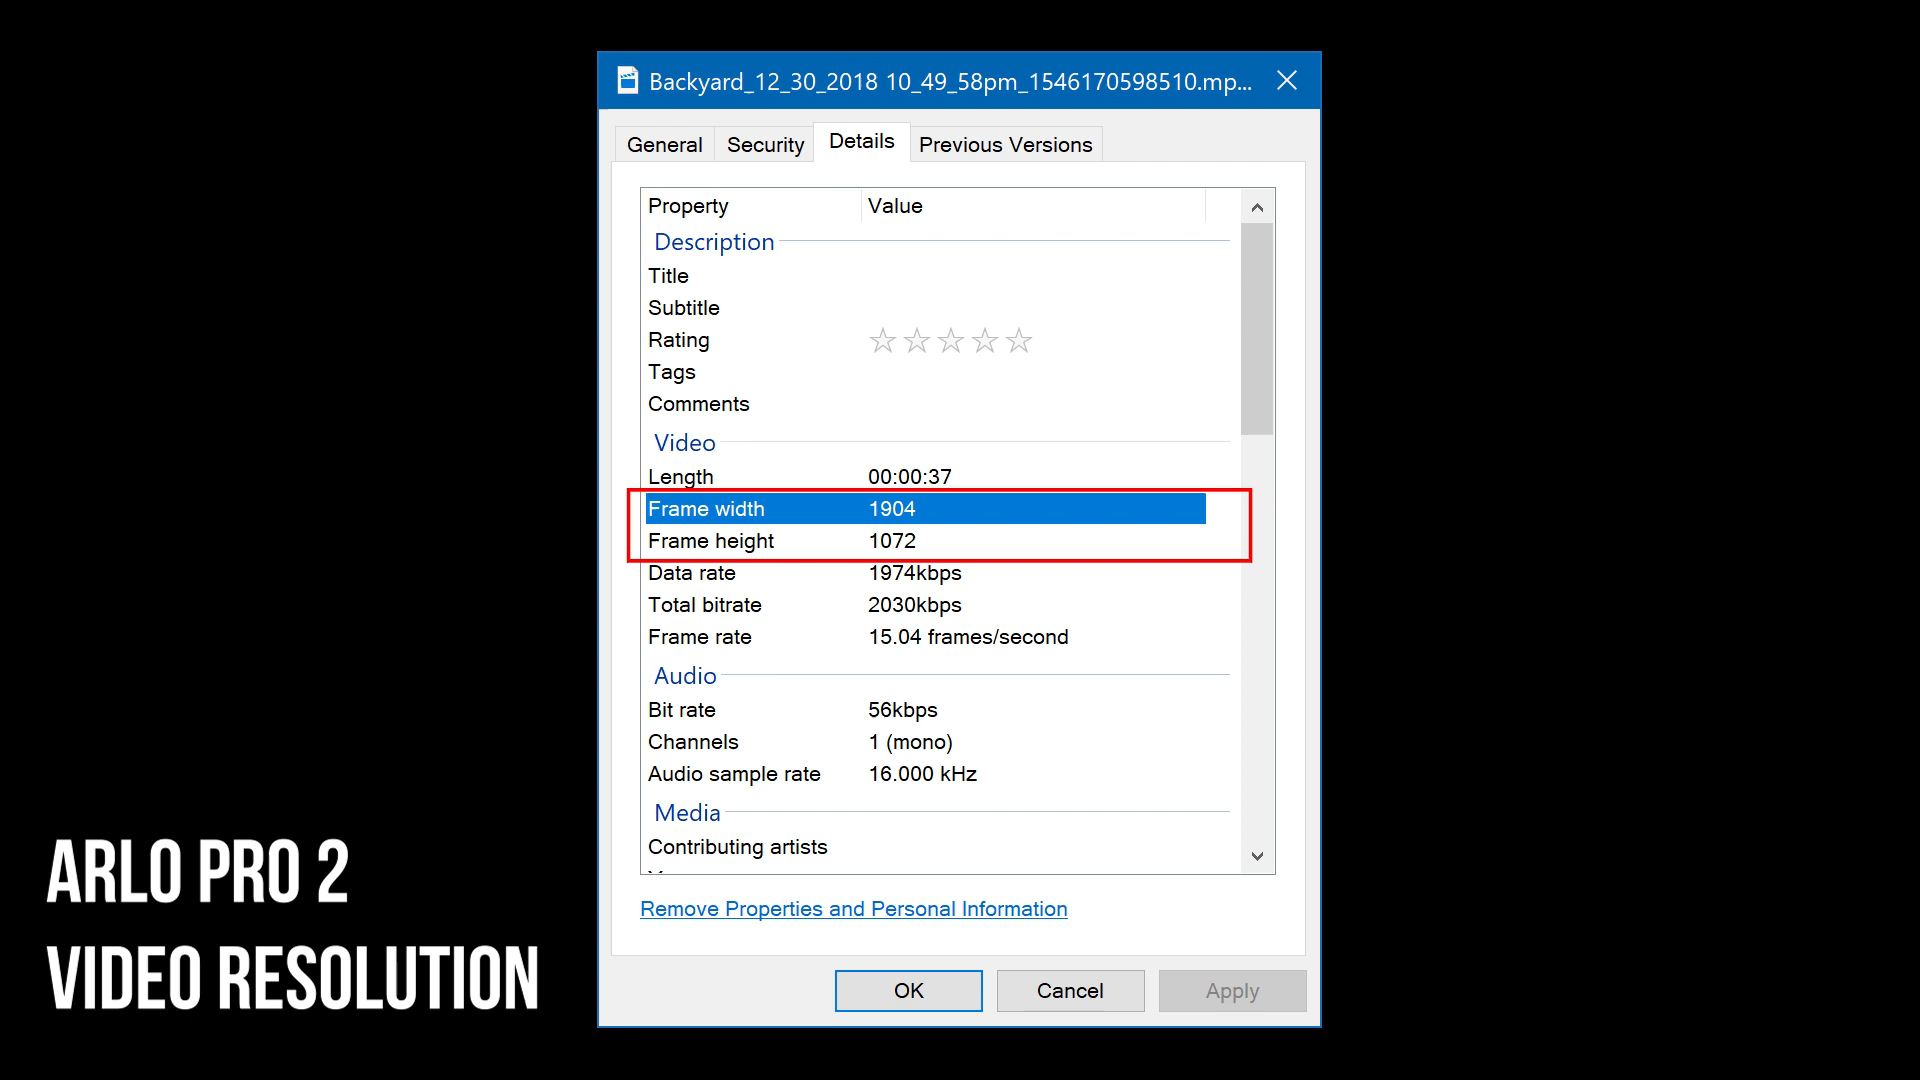 Backyard_12_30_2018 10_49_58pm_1546170598510.mp...
General Security Details Previous Versions
Property Value
Description
Title
Subtitle
Rating
Tags
Comments
Video
Length 00:00:37
Frame width 1904
Frame height 1072
Data rate 1974kbps
Total bitrate 2030kbps
Frame rate 15.04 frames/second
Audio
Bit rate 56kbps
Channels 1 (mono)
Audio sample rate 16.000 kHz
Media
Contributing artists
Remove Properties and Personal Information
OK Cancel Apply
ARLO PRO 2
VIDEO RESOLUTION